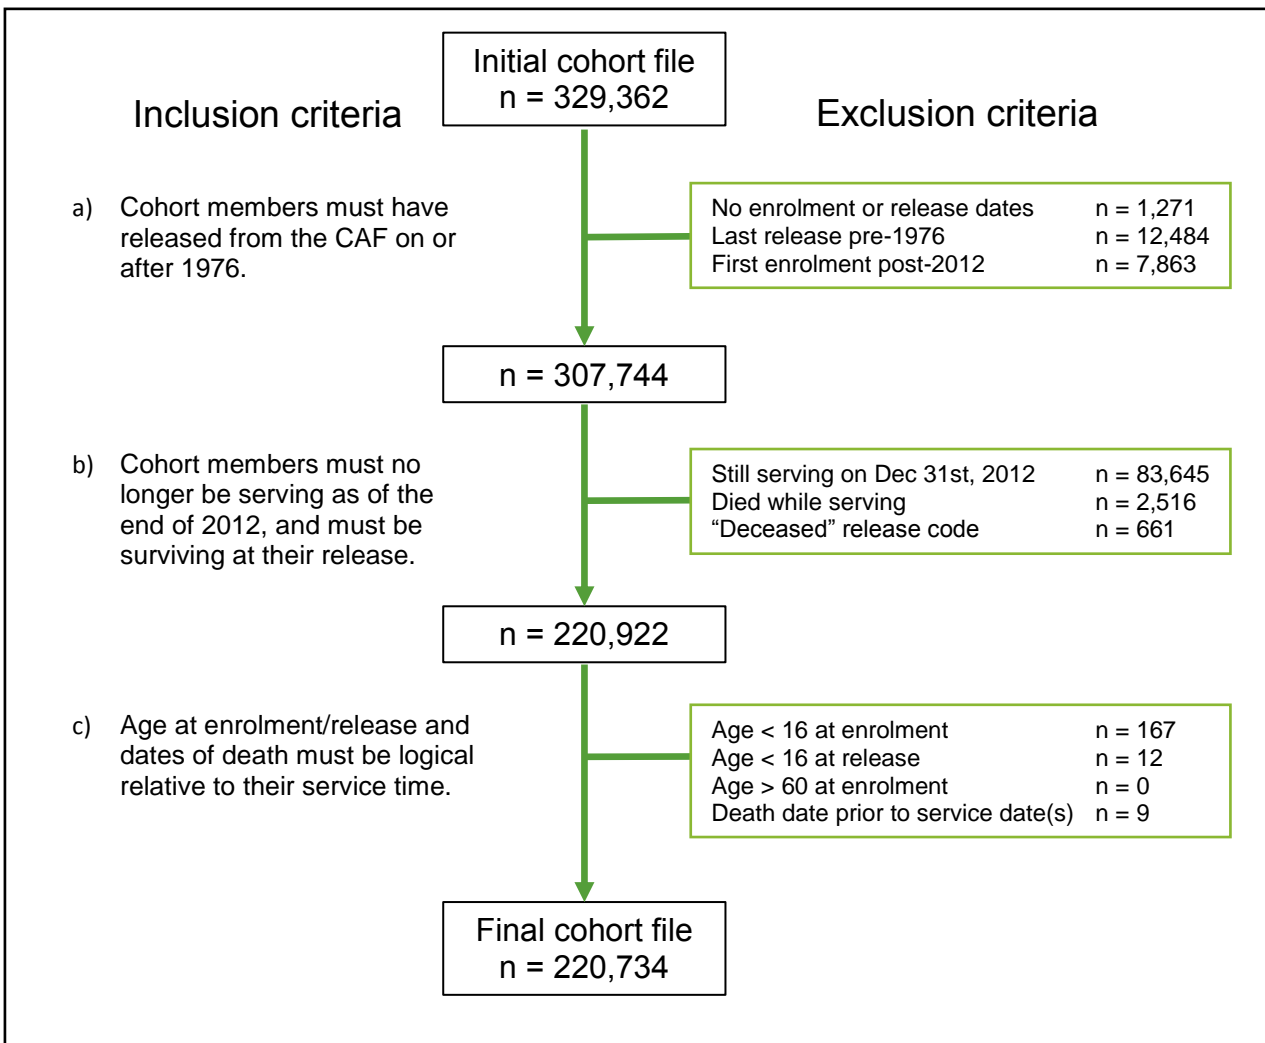 Initial cohort file
n = 329,362
Inclusion criteria
Exclusion criteria
a) Cohort members must have
released from the CAF on or
after 1976.
No enrolment or release dates n = 1,271
Last release pre-1976 n = 12,484
First enrolment post-2012 n = 7,863
n = 307,744
b) Cohort members must no
longer be serving as of the
end of 2012, and must be
surviving at their release.
Still serving on Dec 31st, 2012 n = 83,645
Died while serving n = 2,516
“Deceased” release code n = 661
n = 220,922
c) Age at enrolment/release and
dates of death must be logical
relative to their service time.
Age < 16 at enrolment n = 167
Age < 16 at release n = 12
Age > 60 at enrolment n = 0
Death date prior to service date(s) n = 9
Final cohort file
n = 220,734